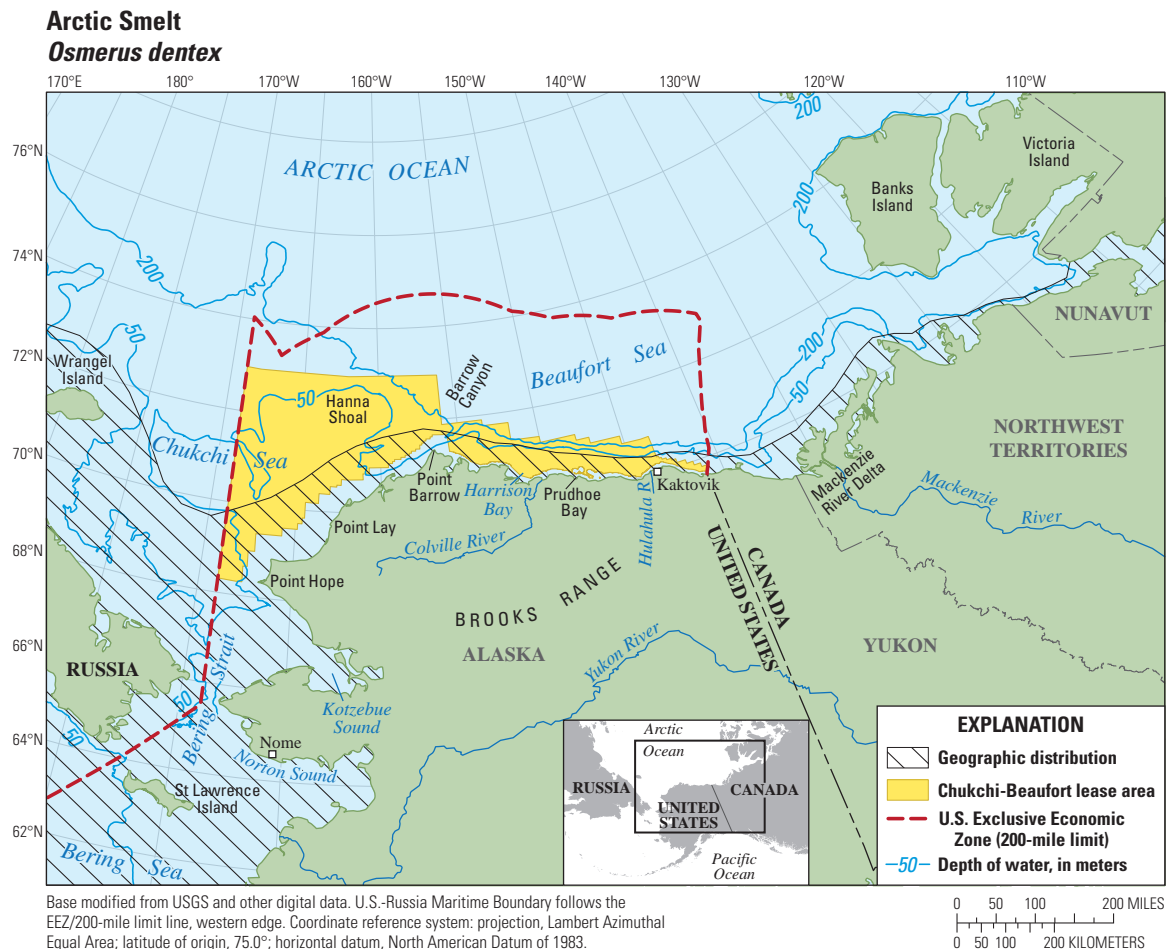 Arctic Smelt
Osmerus dentex
170°E
180°
170°W
160°W
150°W
140°W
130°W
120°W
110°W
76°N
74°N
72°N
70°N
68°N
66°N
64°N
62°N
ARCTIC OCEAN
200
200
Victoria
Island
Banks
Island
200
50
Wrangel
Island
Barrow
Canyon
Beaufort Sea
200
50
NUNAVUT
50
Hanna
Shoal
Chukchi Sea
NORTHWEST
TERRITORIES
Point
Barrow
Harrison
Bay
Prudhoe
Bay
Hulahula R.
Kaktovik
Mackenzie
River Delta
Mackenzie River
Point Lay
Colville River
Point Hope
BROOKS RANGE
CANADA
UNITED STATES
ALASKA
YUKON
Yukon River
RUSSIA
Bering Strait
Kotzebue
Sound
50
50
Nome
Norton Sound
St Lawrence
Island
Bering Sea
Arctic
Ocean
RUSSIA
CANADA
UNITED
STATES
Pacific
Ocean
EXPLANATION
Geographic distribution
Chukchi-Beaufort lease area
U.S. Exclusive Economic
Zone (200-mile limit)
50 Depth of water, in meters
Base modified from USGS and other digital data. U.S.-Russia Maritime Boundary follows the
EEZ/200-mile limit line, western edge. Coordinate reference system: projection, Lambert Azimuthal
Equal Area; latitude of origin, 75.0°; horizontal datum, North American Datum of 1983.
0 50 100 200 MILES
0 50 100 200 KILOMETERS